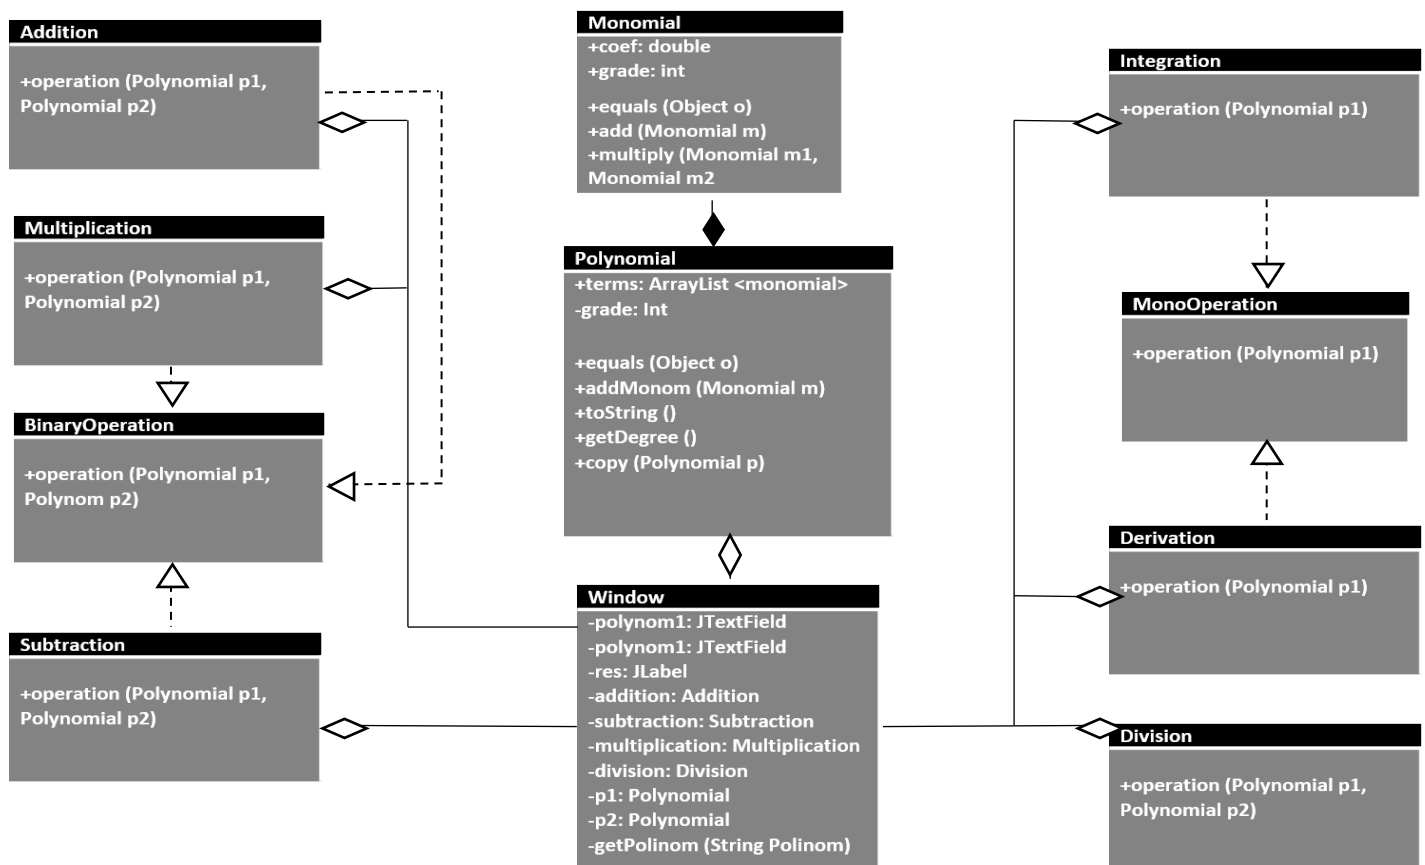 Addition
+operation (Polynomial p1,
Polynomial p2)
Multiplication
+operation (Polynomial p1,
Polynomial p2)
BinaryOperation
+operation (Polynomial p1,
Polynom p2)
Subtraction
+operation (Polynomial p1,
Polynomial p2)
Monomial
+coef: double
+grade: int
+equals (Object o)
+add (Monomial m)
+multiply (Monomial m1,
Monomial m2
Polynomial
+terms: ArrayList <monomial>
-grade: Int
+equals (Object o)
+addMonom (Monomial m)
+toString ()
+getDegree ()
+copy (Polynomial p)
Window
-polynom1: JTextField
-polynom1: JTextField
-res: JLabel
-addition: Addition
-subtraction: Subtraction
-multiplication: Multiplication
-division: Division
-p1: Polynomial
-p2: Polynomial
-getPolinom (String Polinom)
Integration
+operation (Polynomial p1)
MonoOperation
+operation (Polynomial p1)
Derivation
+operation (Polynomial p1)
Division
+operation (Polynomial p1,
Polynomial p2)